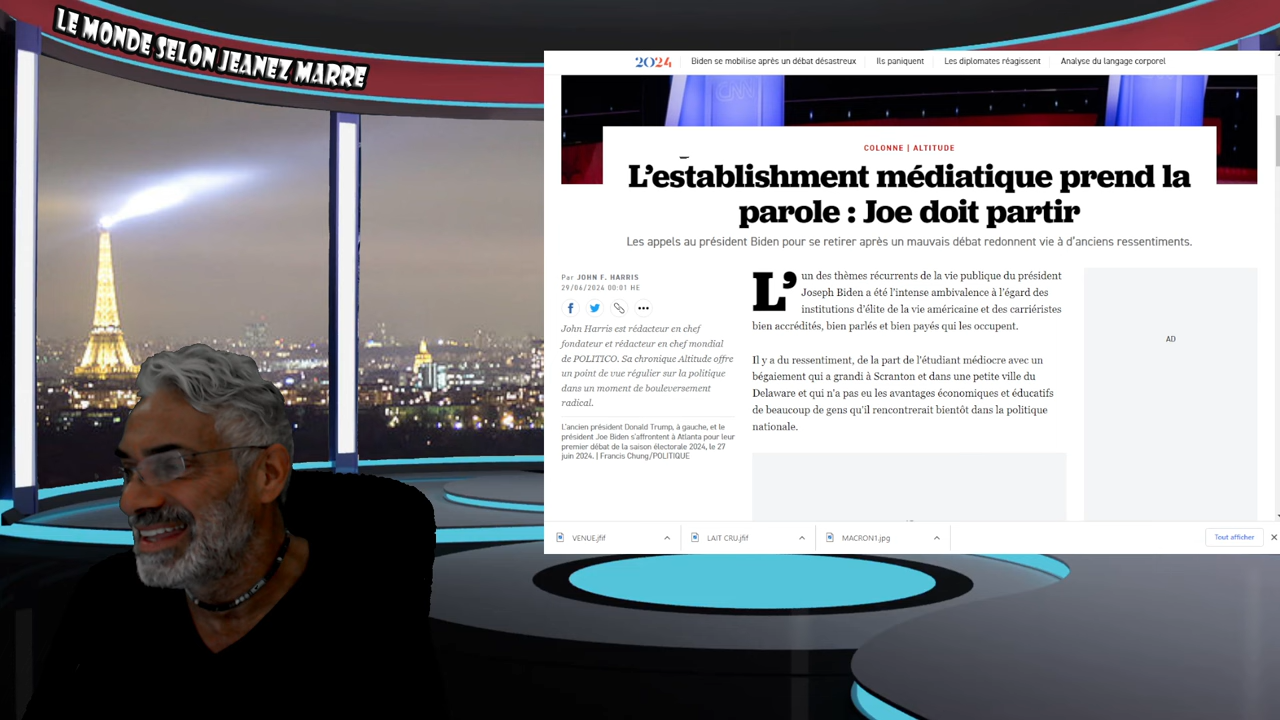 LE MONDE SELON JEANEZ MARRE
2024
Biden se mobilise après un débat désastreux
Ils paniquent
Les diplomates réagissent
Analyse du langage corporel
CNN
COLONNE | ALTITUDE
L'establishment médiatique prend la
parole : Joe doit partir
Les appels au président Biden pour se retirer après un mauvais débat redonnent vie à d'anciens ressentiments.
Par JOHN F. HARRIS
29/06/2024 00:01 HE
John Harris est rédacteur en chef
fondateur et rédacteur en chef mondial
de POLITICO. Sa chronique Altitude offre
un point de vue régulier sur la politique
dans un moment de bouleversement
radical.
L'ancien président Donald Trump, à gauche, et le
président Joe Biden s'affrontent à Atlanta pour leur
premier débat de la saison électorale 2024, le 27
juin 2024. | Francis Chung/POLITIQUE
L'un des thèmes récurrents de la vie publique du président
Joseph Biden a été l'intense ambivalence à l'égard des
institutions d'élite de la vie américaine et des carriéristes
bien accrédités, bien parlés et bien payés qui les occupent.
Il y a du ressentiment, de la part de l'étudiant médiocre avec un
bégaiement qui a grandi à Scranton et dans une petite ville du
Delaware et qui n'a pas eu les avantages économiques et éducatifs
de beaucoup de gens qu'il rencontrerait bientôt dans la politique
nationale.
AD
VENUE.jfif
LAIT CRU.jfif
MACRON1.jpg
Tout afficher